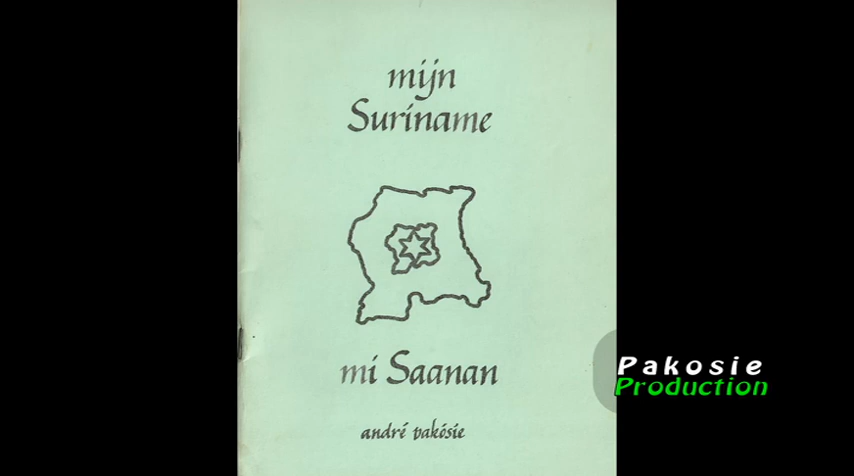 mijn
Suriname
mi Saanan
andré pakósie
Pakosie
Production